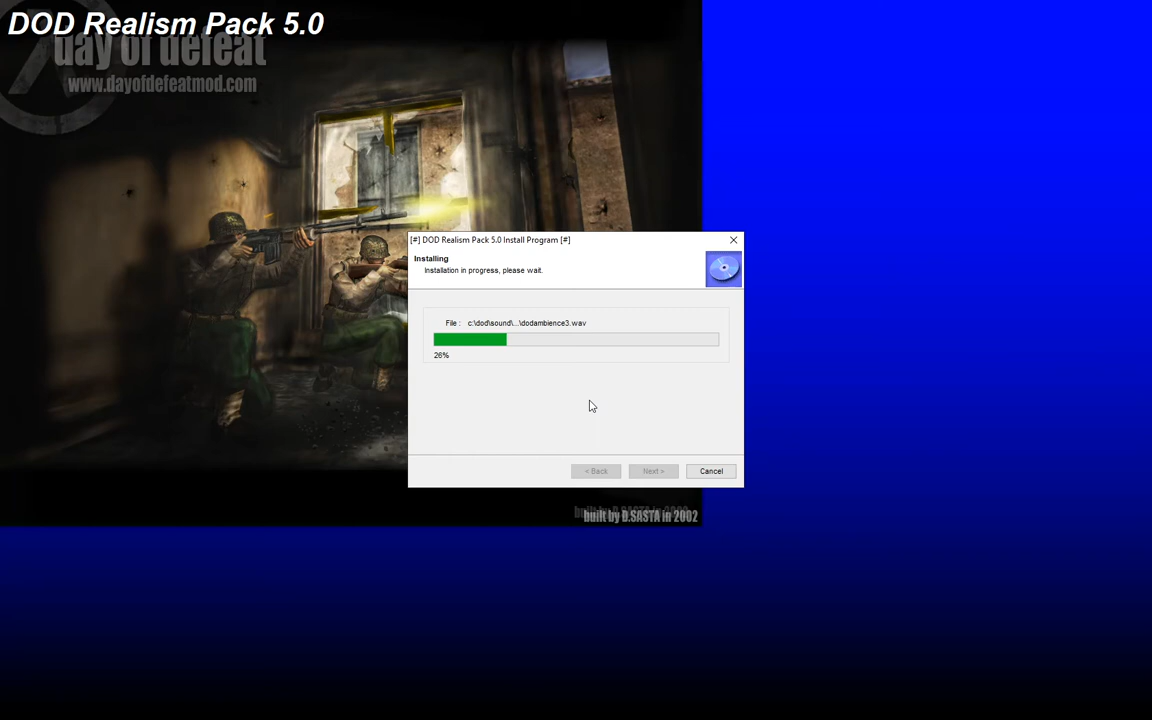 DOD Realism Pack 5.0
day of defeat
www.dayofdefeatmod.com
[#] DOD Realism Pack 5.0 Install Program [#]
Installing
Installation in progress, please wait.
File : c:\dod\sound\...\dodambience3.wav
26%
< Back
Next >
Cancel
built by D.SASTA in 2002